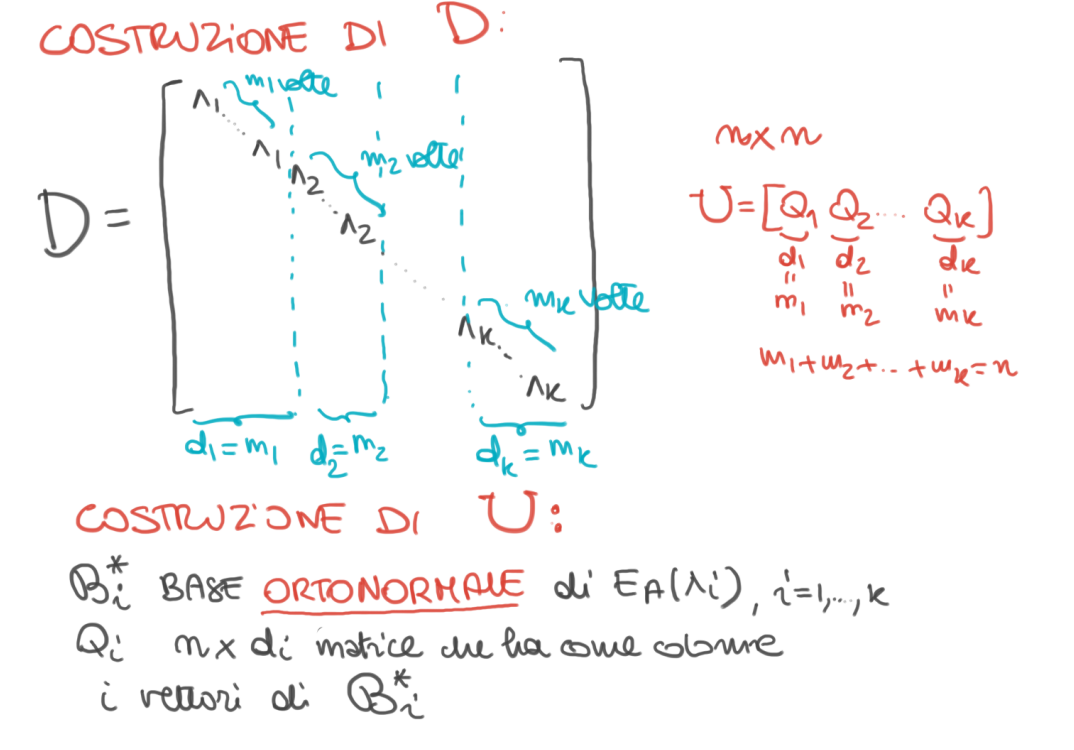 COSTRUZIONE DI D:
m1 volte
λ1
λ1
m2 volte
λ2
λ2
D =
mk volte
λk
λk
d1 = m1 d2 = m2 dk = mk
n×n
U = [Q1 Q2 ... Qk]
d1 d2 dk
= = =
m1 m2 mk
m1 + m2 + ... + mk = n
COSTRUZIONE DI U:
B*i BASE ORTONORMALE di EA(λi), i=1,...,k
Qi n × di matrice che ha come colonne
i vettori di B*i